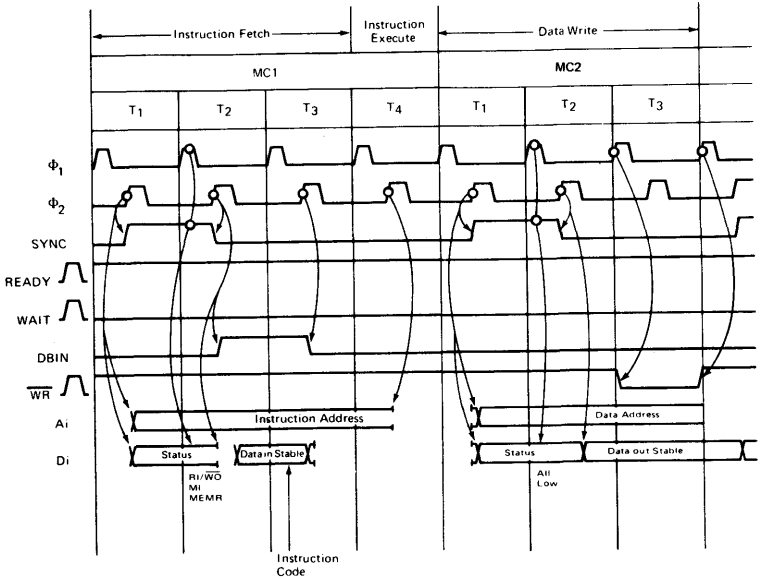 Instruction Fetch
Instruction
Execute
Data Write
MC1
MC2
T1
T2
T3
T4
T1
T2
T3
Φ1
Φ2
SYNC
READY
WAIT
DBIN
WR
Ai
Instruction Address
Data Address
Di
Status
Data in Stable
Status
Data out Stable
RI/WO
MI
MEMR
All
Low
Instruction
Code